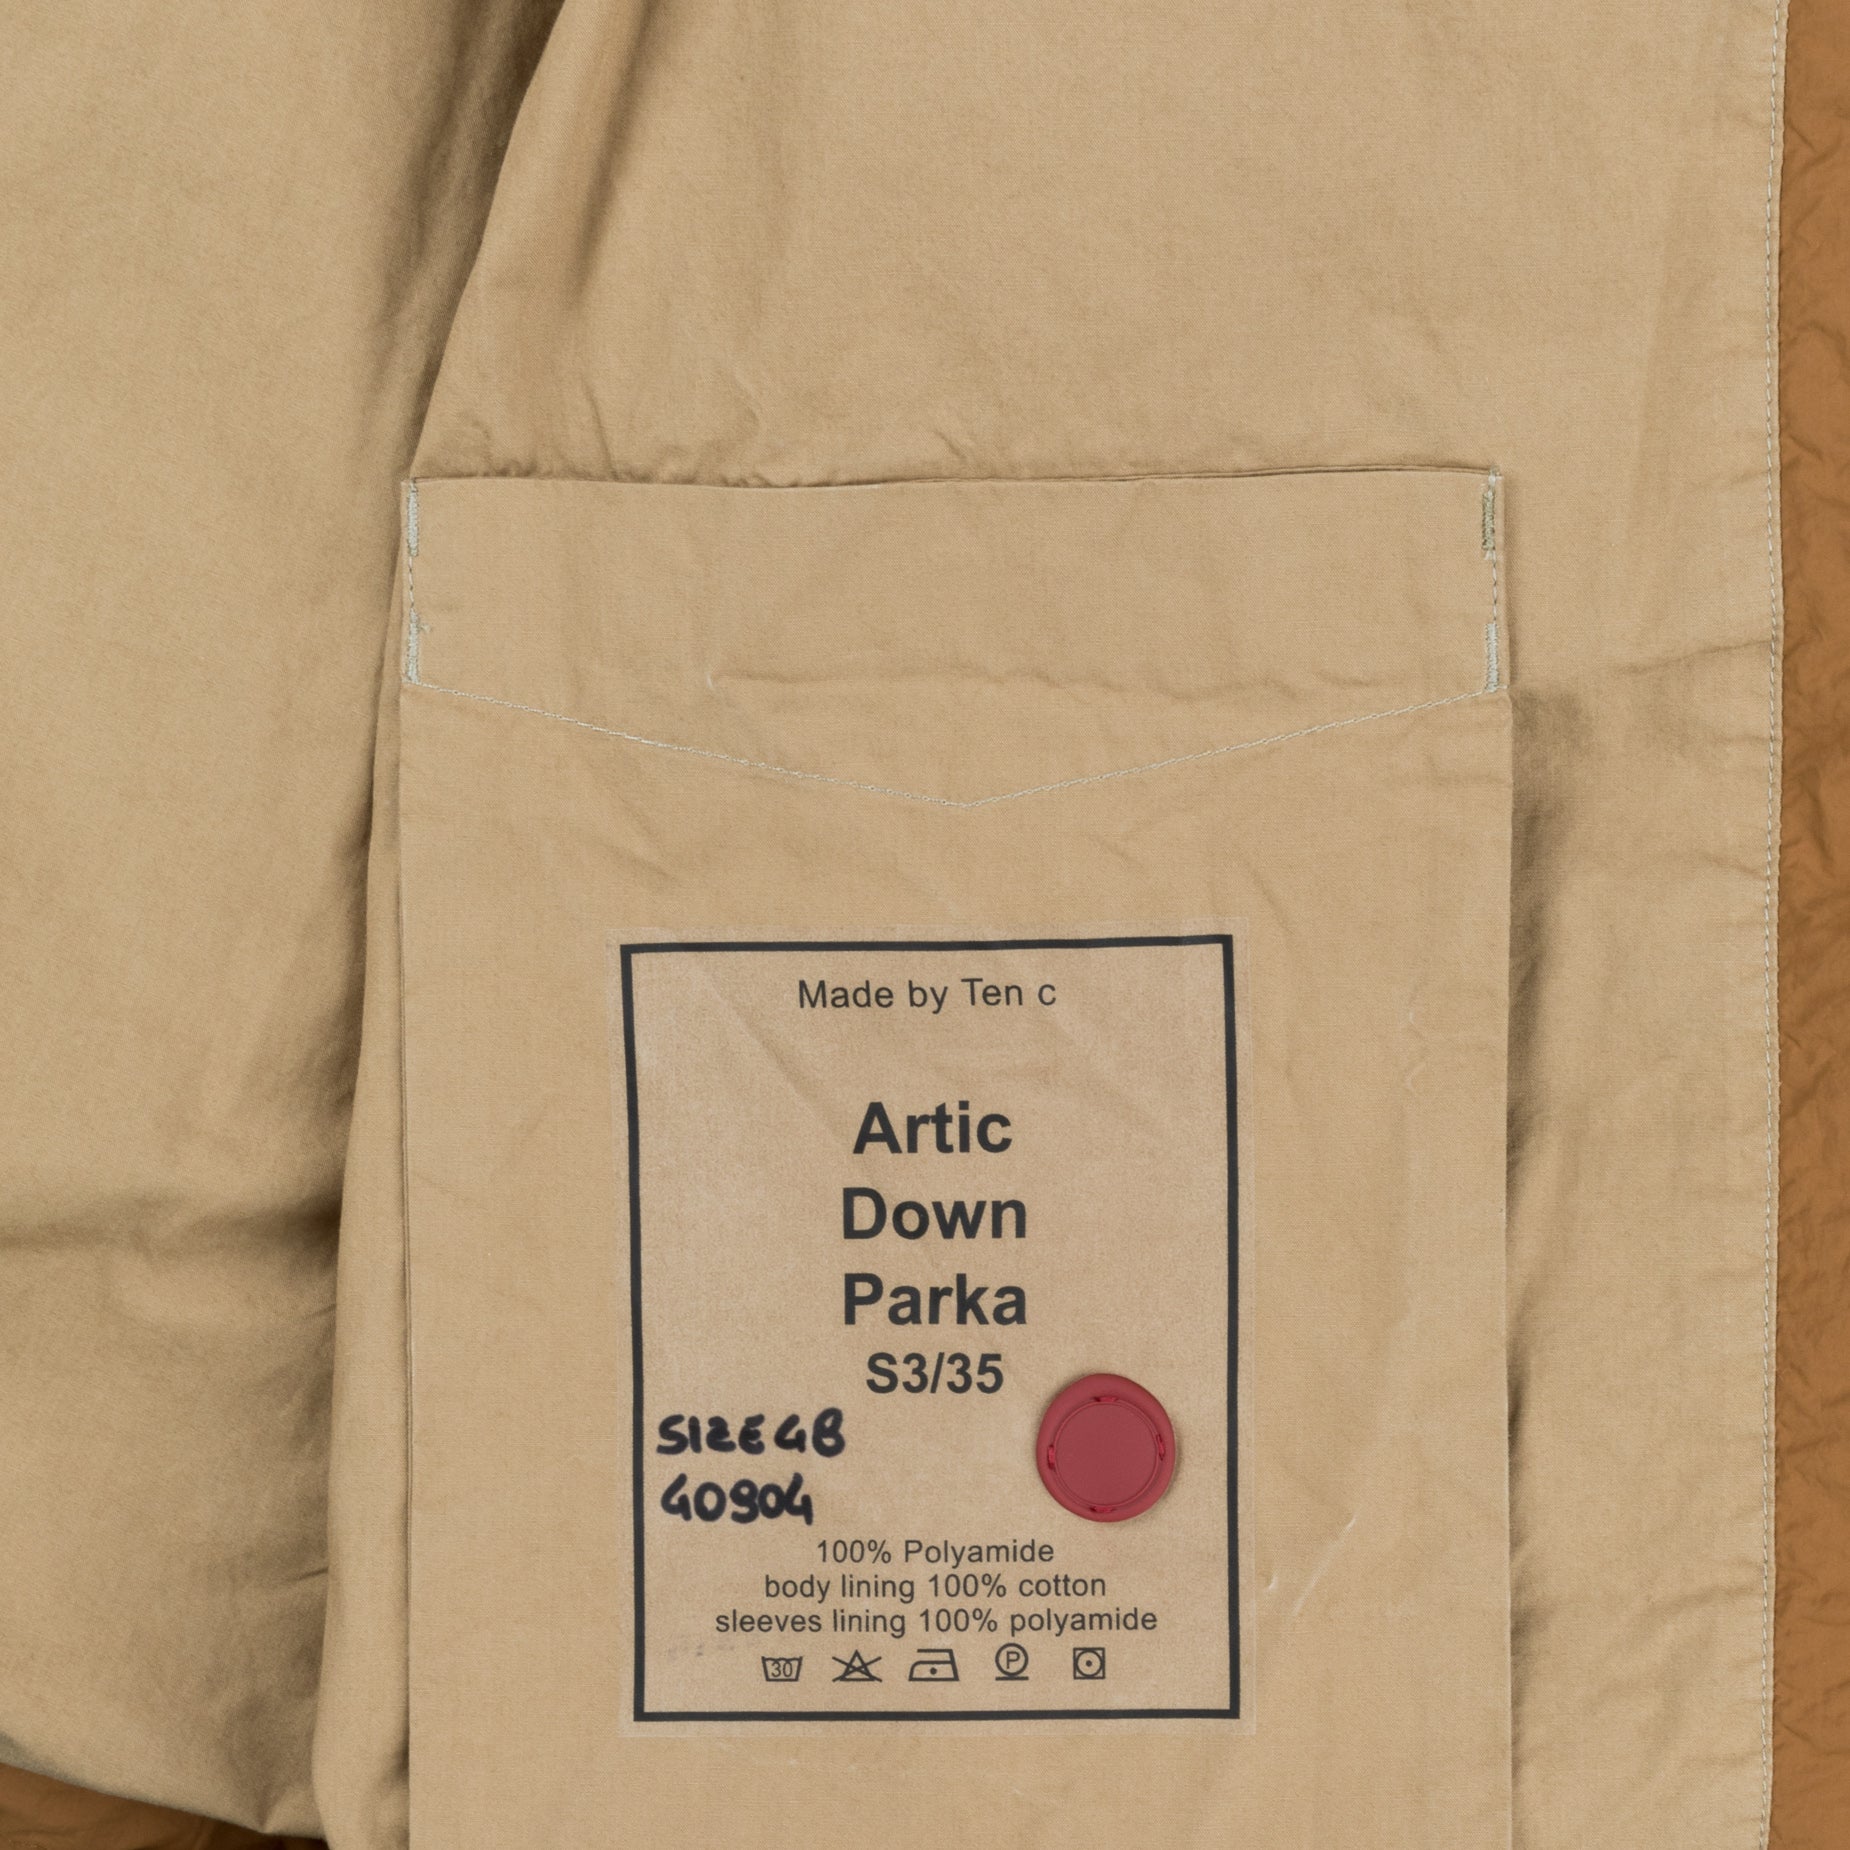 Made by Ten c
Artic
Down
Parka
S3/35
SIZE 48
40904
100% Polyamide
body lining 100% cotton
sleeves lining 100% polyamide
30 P